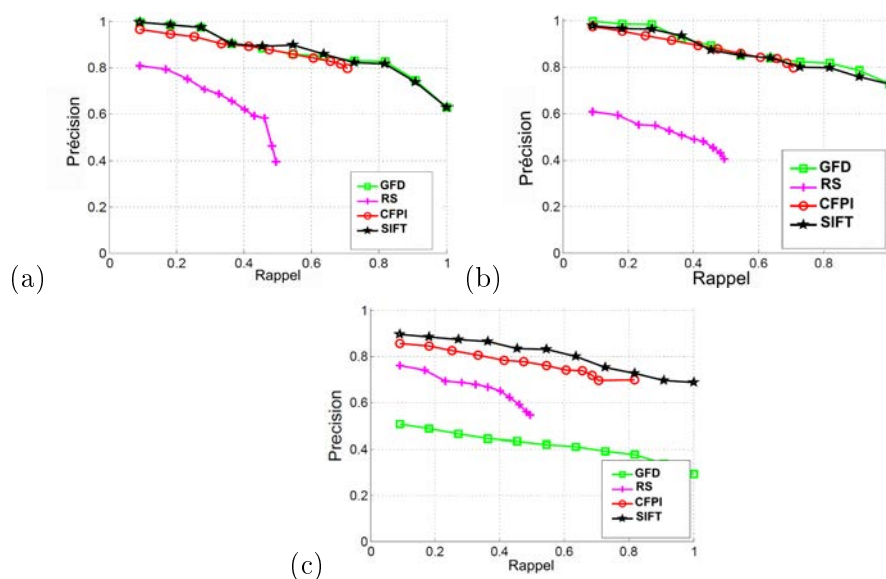 1
0.8
0.6
0.4
0.2
0
Précision
GFD
RS
CFPI
SIFT
0 0.2 0.4 0.6 0.8 1
Rappel
(a)
1
0.8
0.6
0.4
0.2
0
Précision
GFD
RS
CFPI
SIFT
0 0.2 0.4 0.6 0.8
Rappel
(b)
1
0.8
0.6
0.4
0.2
0
Precision
GFD
RS
CFPI
SIFT
0 0.2 0.4 0.6 0.8 1
Rappel
(c)